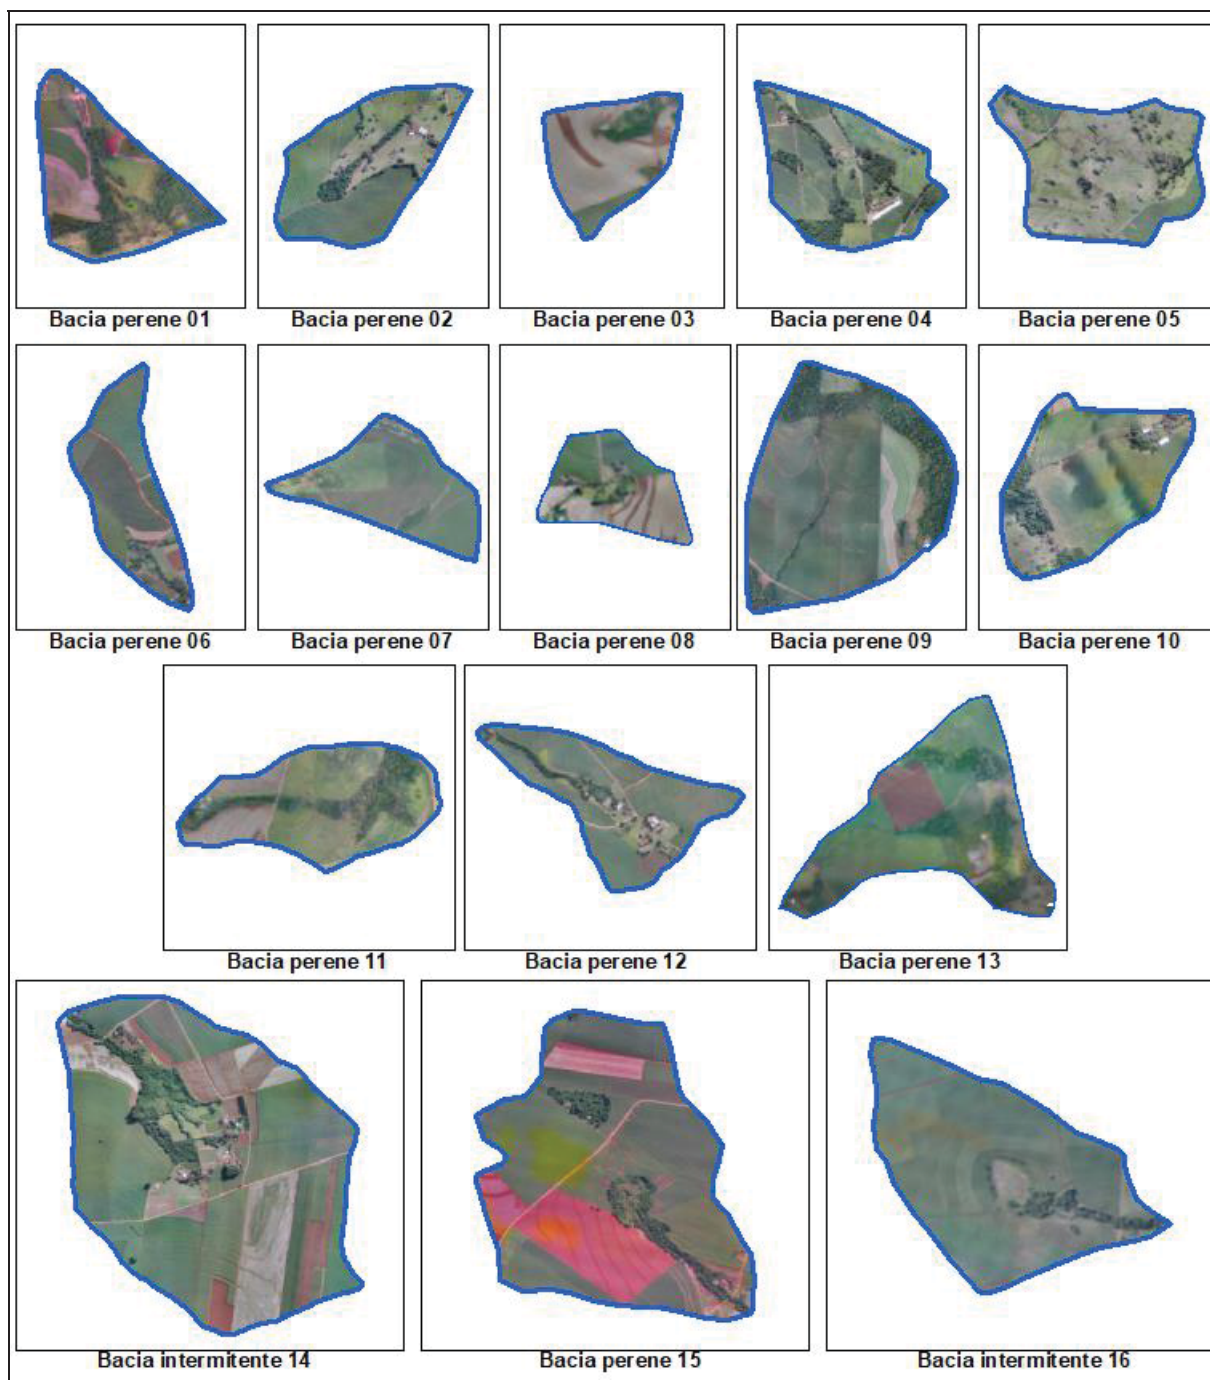 Bacia perene 01
Bacia perene 02
Bacia perene 03
Bacia perene 04
Bacia perene 05
Bacia perene 06
Bacia perene 07
Bacia perene 08
Bacia perene 09
Bacia perene 10
Bacia perene 11
Bacia perene 12
Bacia perene 13
Bacia intermitente 14
Bacia perene 15
Bacia intermitente 16